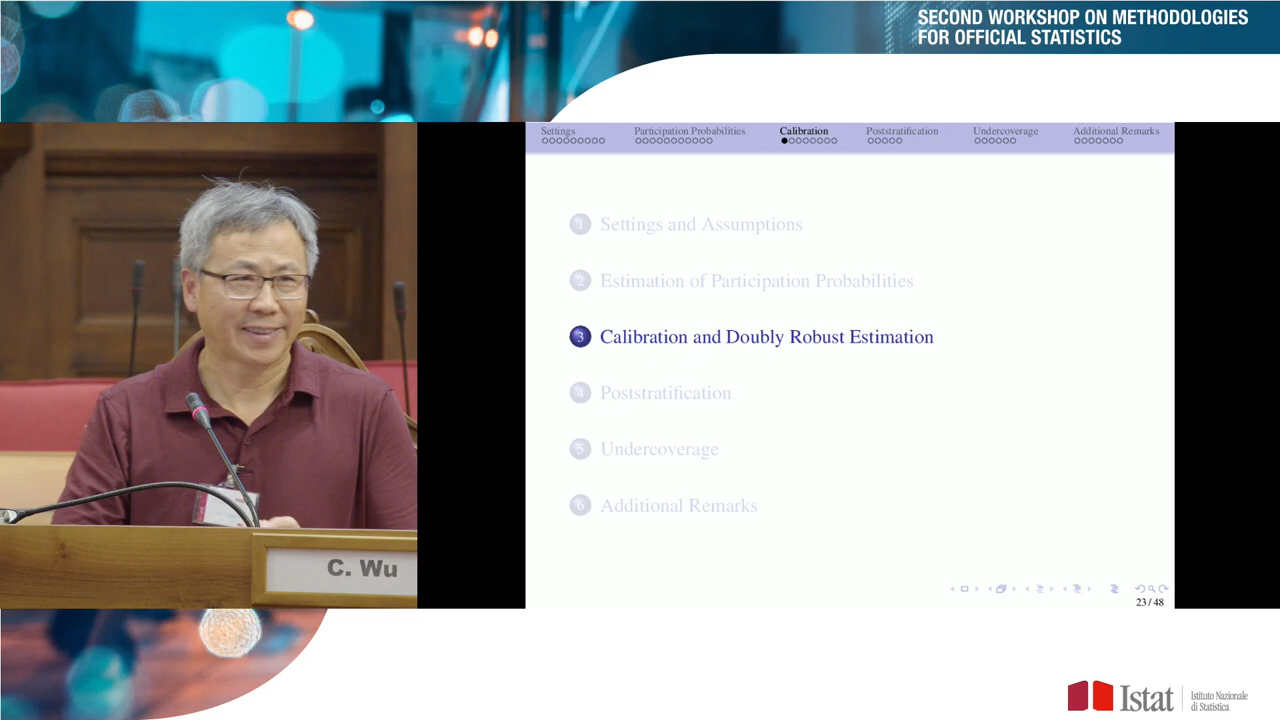 SECOND WORKSHOP ON METHODOLOGIES
FOR OFFICIAL STATISTICS
Settings
Participation Probabilities
Calibration
Poststratification
Undercoverage
Additional Remarks
1 Settings and Assumptions
2 Estimation of Participation Probabilities
3 Calibration and Doubly Robust Estimation
4 Poststratification
5 Undercoverage
6 Additional Remarks
23 / 48
C. Wu
Istat
Istituto Nazionale
di Statistica